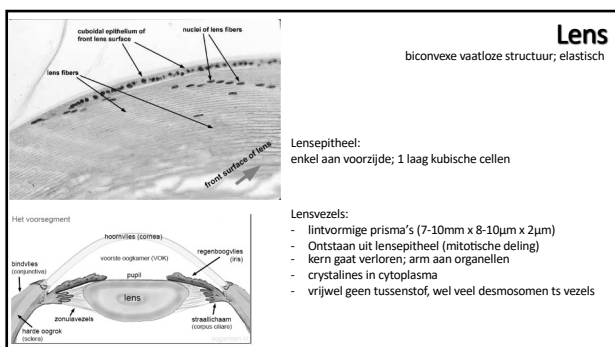 Lens
biconvexe vaatloze structuur; elastisch
cuboidal epithelium of
front lens surface
nuclei of lens fibers
lens fibers
front surface of lens
Lensepitheel:
enkel aan voorzijde; 1 laag kubische cellen
Lensvezels:
- lintvormige prisma's (7-10mm x 8-10µm x 2µm)
- Ontstaan uit lensepitheel (mitotische deling)
- kern gaat verloren; arm aan organellen
- crystalines in cytoplasma
- vrijwel geen tussenstof, wel veel desmosomen ts vezels
Het voorsegment
hoornvlies (cornea)
bindvlies
(conjunctiva)
voorste oogkamer (VOK)
regenboogvlies
(iris)
pupil
lens
zonulavezels
straallichaam
(corpus ciliare)
harde oogrok
(sclera)